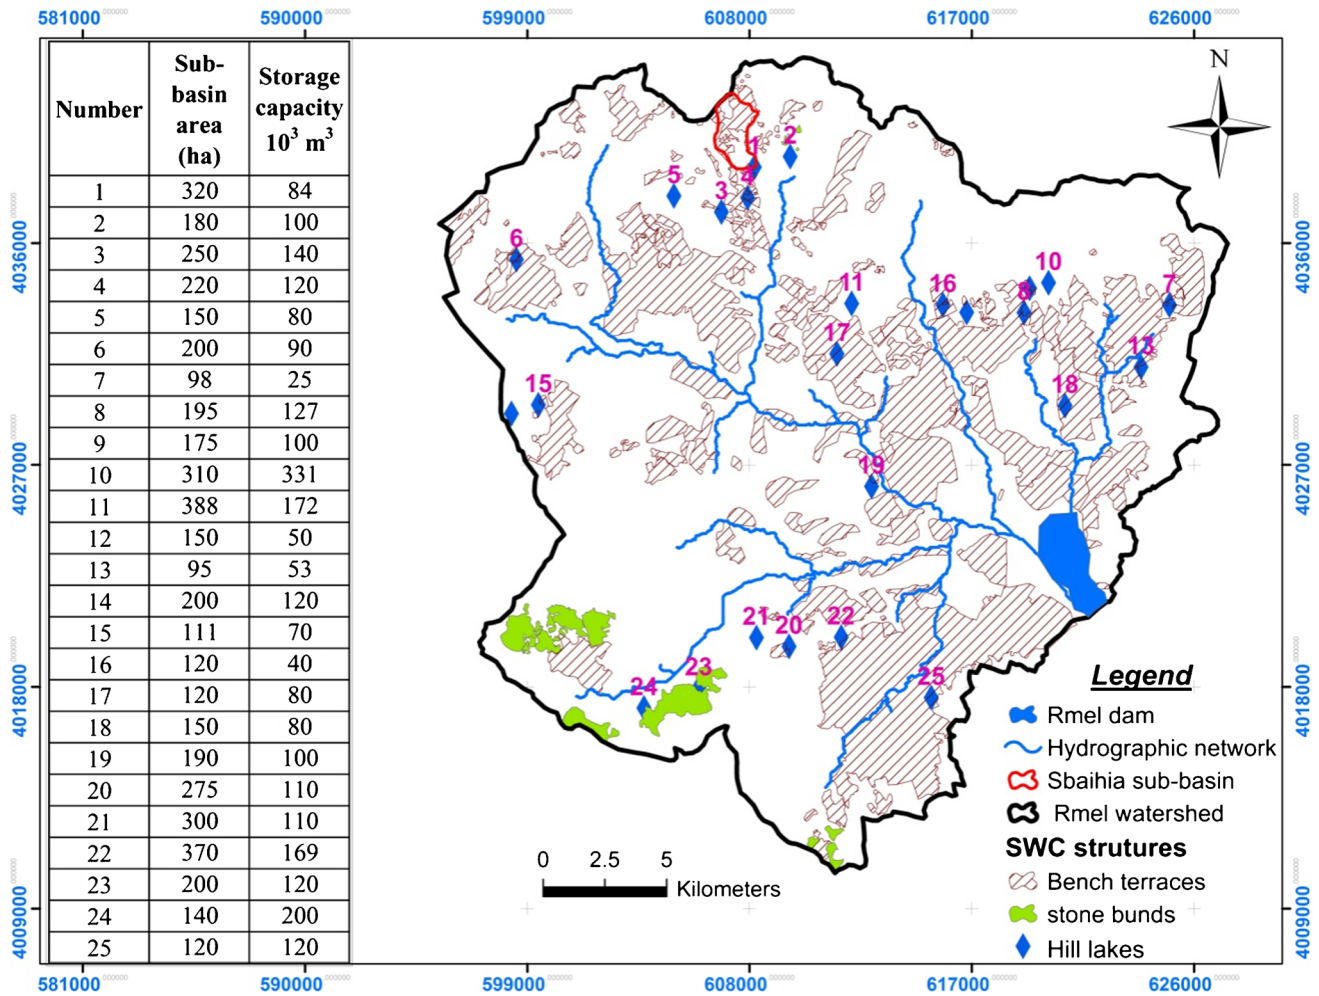 581000 590000 599000 608000 617000 626000
Number Sub-basin area (ha) Storage capacity 10³ m³
1 320 84
2 180 100
3 250 140
4 220 120
5 150 80
6 200 90
7 98 25
8 195 127
9 175 100
10 310 331
11 388 172
12 150 50
13 95 53
14 200 120
15 111 70
16 120 40
17 120 80
18 150 80
19 190 100
20 275 110
21 300 110
22 370 169
23 200 120
24 140 200
25 120 120
N
1 2
5 3 4
6
11 16 8 10 7
17
13
15 18
19
21 20 22
23
24 25
4036000 4036000
4027000 4027000
4018000 4018000
4009000 4009000
0 2.5 5
Kilometers
Legend
Rmel dam
Hydrographic network
Sbaihia sub-basin
Rmel watershed
SWC strutures
Bench terraces
stone bunds
Hill lakes
581000 590000 599000 608000 617000 626000